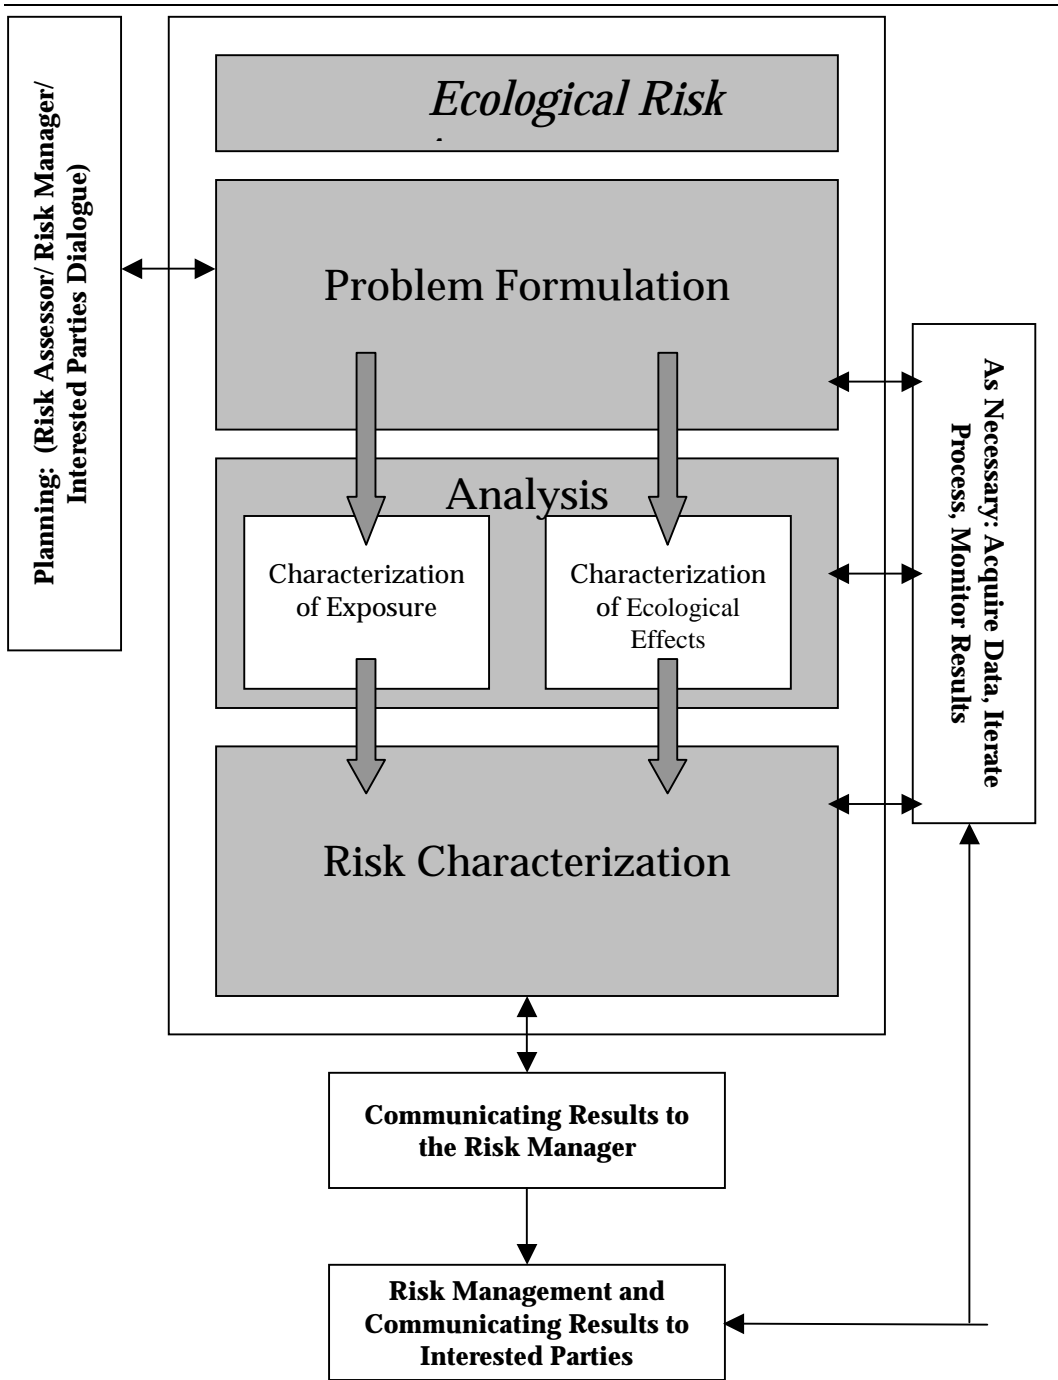 Ecological Risk
Planning: (Risk Assessor/ Risk Manager/
Interested Parties Dialogue)
Problem Formulation
Analysis
Characterization
of Exposure
Characterization
of Ecological
Effects
As Necessary: Acquire Data, Iterate
Process, Monitor Results
Risk Characterization
Communicating Results to
the Risk Manager
Risk Management and
Communicating Results to
Interested Parties